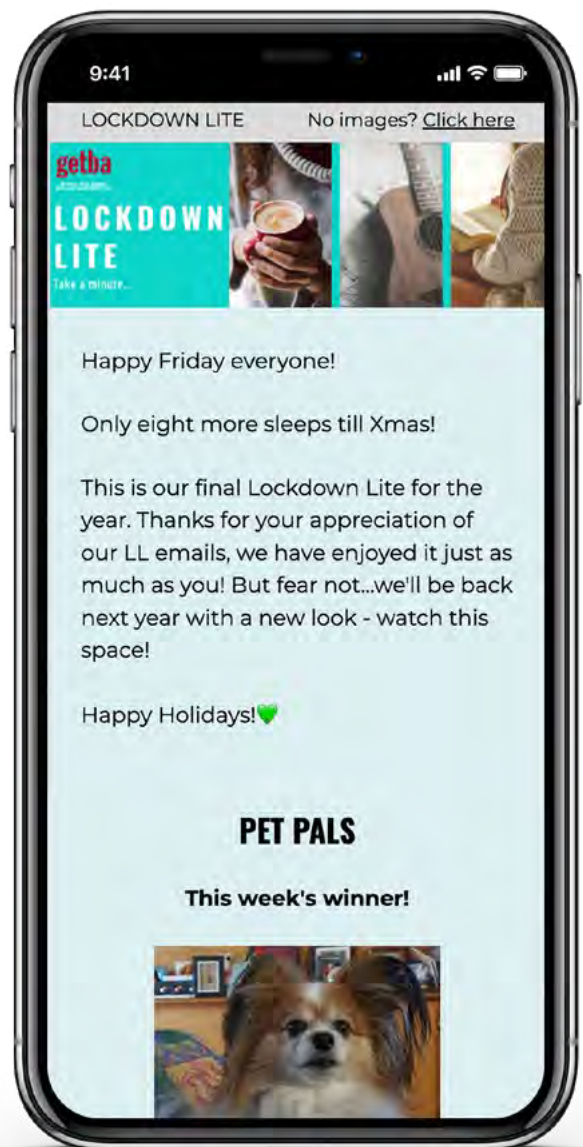 9:41
LOCKDOWN LITE No images? Click here
getba
LOCKDOWN
LITE
Take a minute...
Happy Friday everyone!
Only eight more sleeps till Xmas!
This is our final Lockdown Lite for the
year. Thanks for your appreciation of
our LL emails, we have enjoyed it just as
much as you! But fear not...we'll be back
next year with a new look - watch this
space!
Happy Holidays!💚
PET PALS
This week's winner!